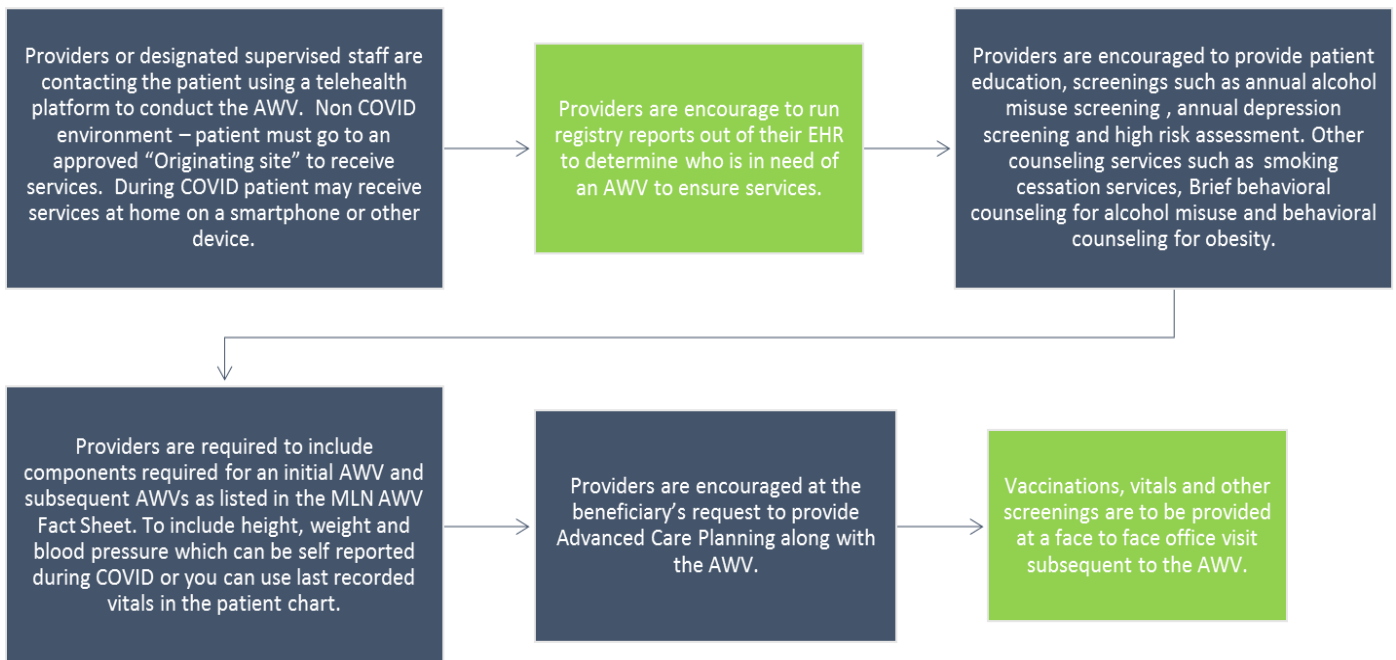 Providers or designated supervised staff are
contacting the patient using a telehealth
platform to conduct the AWV.  Non COVID
environment – patient must go to an
approved “Originating site” to receive
services.  During COVID patient may receive
services at home on a smartphone or other
device.
Providers are encourage to run
registry reports out of their EHR
to determine who is in need of
an AWV to ensure services.
Providers are encouraged to provide patient
education, screenings such as annual alcohol
misuse screening , annual depression
screening and high risk assessment. Other
counseling services such as  smoking
cessation services, Brief behavioral
counseling for alcohol misuse and behavioral
counseling for obesity.
Providers are required to include
components required for an initial AWV and
subsequent AWVs as listed in the MLN AWV
Fact Sheet. To include height, weight and
blood pressure which can be self reported
during COVID or you can use last recorded
vitals in the patient chart.
Providers are encouraged at the
beneficiary’s request to provide
Advanced Care Planning along with
the AWV.
Vaccinations, vitals and other
screenings are to be provided
at a face to face office visit
subsequent to the AWV.